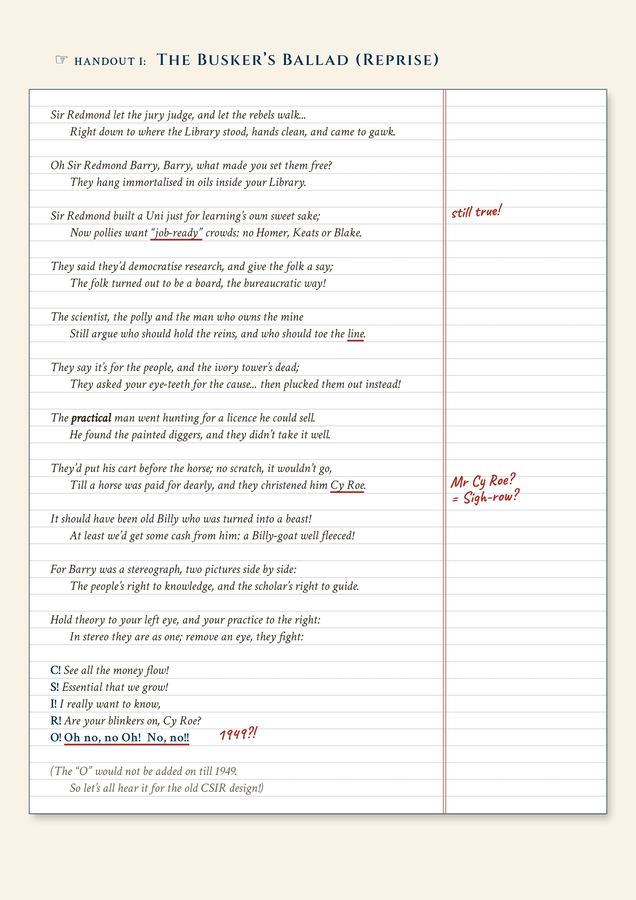 ☞ HANDOUT I: THE BUSKER'S BALLAD (REPRISE)
Sir Redmond let the jury judge, and let the rebels walk...
Right down to where the Library stood, hands clean, and came to gawk.
Oh Sir Redmond Barry, Barry, what made you set them free?
They hang immortalised in oils inside your Library.
Sir Redmond built a Uni just for learning's own sweet sake;
still true!
Now pollies want "job-ready" crowds: no Homer, Keats or Blake.
They said they'd democratise research, and give the folk a say;
The folk turned out to be a board, the bureaucratic way!
The scientist, the polly and the man who owns the mine
Still argue who should hold the reins, and who should toe the line.
They say it's for the people, and the ivory tower's dead;
They asked your eye-teeth for the cause... then plucked them out instead!
The practical man went hunting for a licence he could sell.
He found the painted diggers, and they didn't take it well.
They'd put his cart before the horse; no scratch, it wouldn't go,
Till a horse was paid for dearly, and they christened him Cy Roe.
Mr Cy Roe?
= Sigh-row?
It should have been old Billy who was turned into a beast!
At least we'd get some cash from him: a Billy-goat well fleeced!
For Barry was a stereograph, two pictures side by side:
The people's right to knowledge, and the scholar's right to guide.
Hold theory to your left eye, and your practice to the right:
In stereo they are as one; remove an eye, they fight:
C! See all the money flow!
S! Essential that we grow!
I! I really want to know,
R! Are your blinkers on, Cy Roe?
O! Oh no, no Oh! No, no!!
1949?!
(The "O" would not be added on till 1949.
So let's all hear it for the old CSIR design!)